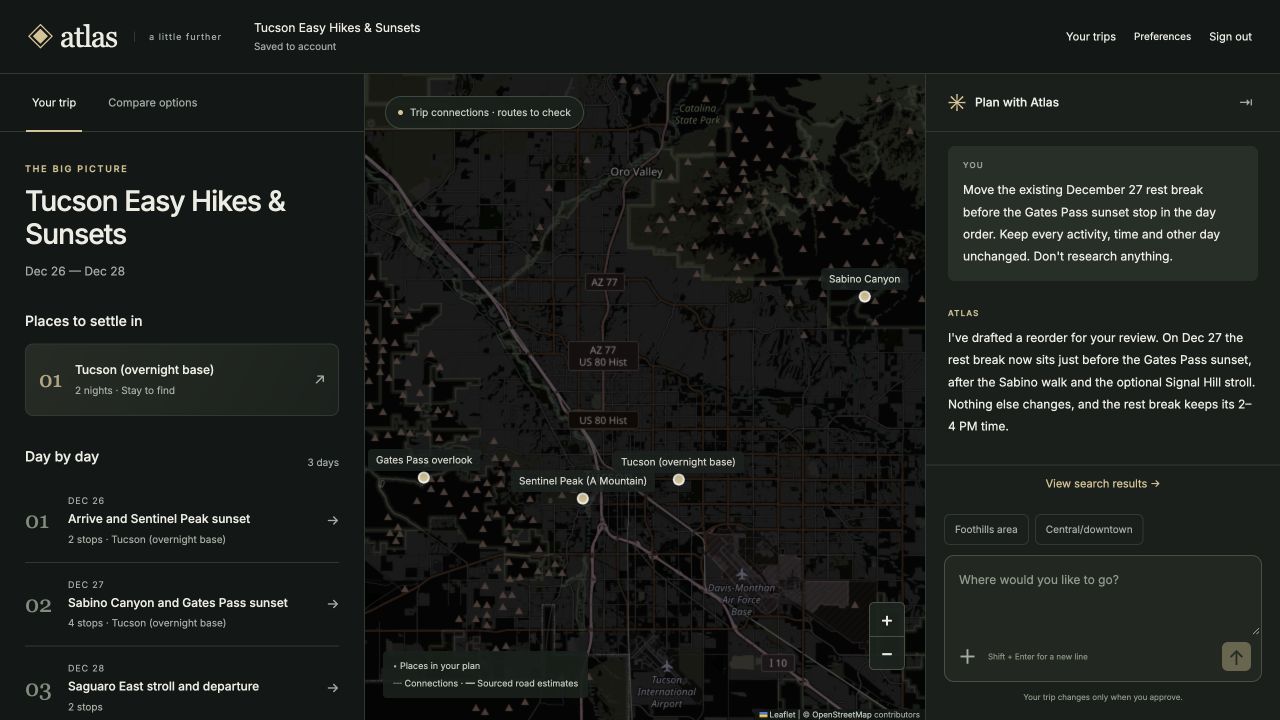 atlas
a little further
Tucson Easy Hikes & Sunsets
Saved to account
Your trips
Preferences
Sign out
Your trip
Compare options
THE BIG PICTURE
Tucson Easy Hikes &
Sunsets
Dec 26 — Dec 28
Places to settle in
01
Tucson (overnight base)
2 nights · Stay to find
Day by day
3 days
DEC 26
01
Arrive and Sentinel Peak sunset
2 stops · Tucson (overnight base)
DEC 27
02
Sabino Canyon and Gates Pass sunset
4 stops · Tucson (overnight base)
DEC 28
03
Saguaro East stroll and departure
2 stops
Trip connections · routes to check
Catalina
State Park
Oro Valley
Sabino Canyon
AZ 77
AZ 77
US 80 Hist
US 80 Hist
Gates Pass overlook
Tucson (overnight base)
Sentinel Peak (A Mountain)
Davis-Monthan
Air Force
Base
I 10
Tucson
International
Airport
+
−
• Places in your plan
Connections · — Sourced road estimates
Leaflet | © OpenStreetMap contributors
Plan with Atlas
YOU
Move the existing December 27 rest break
before the Gates Pass sunset stop in the day
order. Keep every activity, time and other day
unchanged. Don't research anything.
ATLAS
I've drafted a reorder for your review. On Dec 27 the
rest break now sits just before the Gates Pass sunset,
after the Sabino walk and the optional Signal Hill stroll.
Nothing else changes, and the rest break keeps its 2–
4 PM time.
View search results →
Foothills area
Central/downtown
Where would you like to go?
Shift + Enter for a new line
Your trip changes only when you approve.